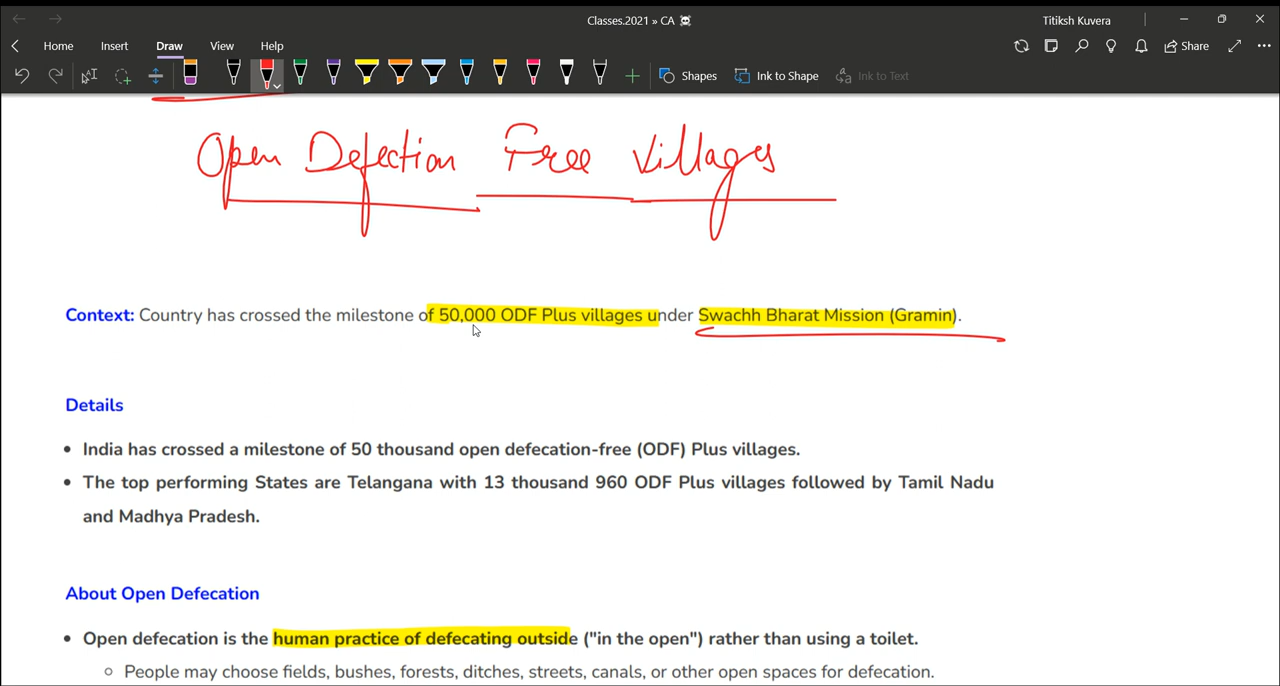 Classes.2021 » CA
Titiksh Kuvera
Home Insert Draw View Help
Share
Shapes
Ink to Shape
Ink to Text
Open Defection Free Villages
Context: Country has crossed the milestone of 50,000 ODF Plus villages under Swachh Bharat Mission (Gramin).
Details
• India has crossed a milestone of 50 thousand open defecation-free (ODF) Plus villages.
• The top performing States are Telangana with 13 thousand 960 ODF Plus villages followed by Tamil Nadu
and Madhya Pradesh.
About Open Defecation
• Open defecation is the human practice of defecating outside ("in the open") rather than using a toilet.
○ People may choose fields, bushes, forests, ditches, streets, canals, or other open spaces for defecation.